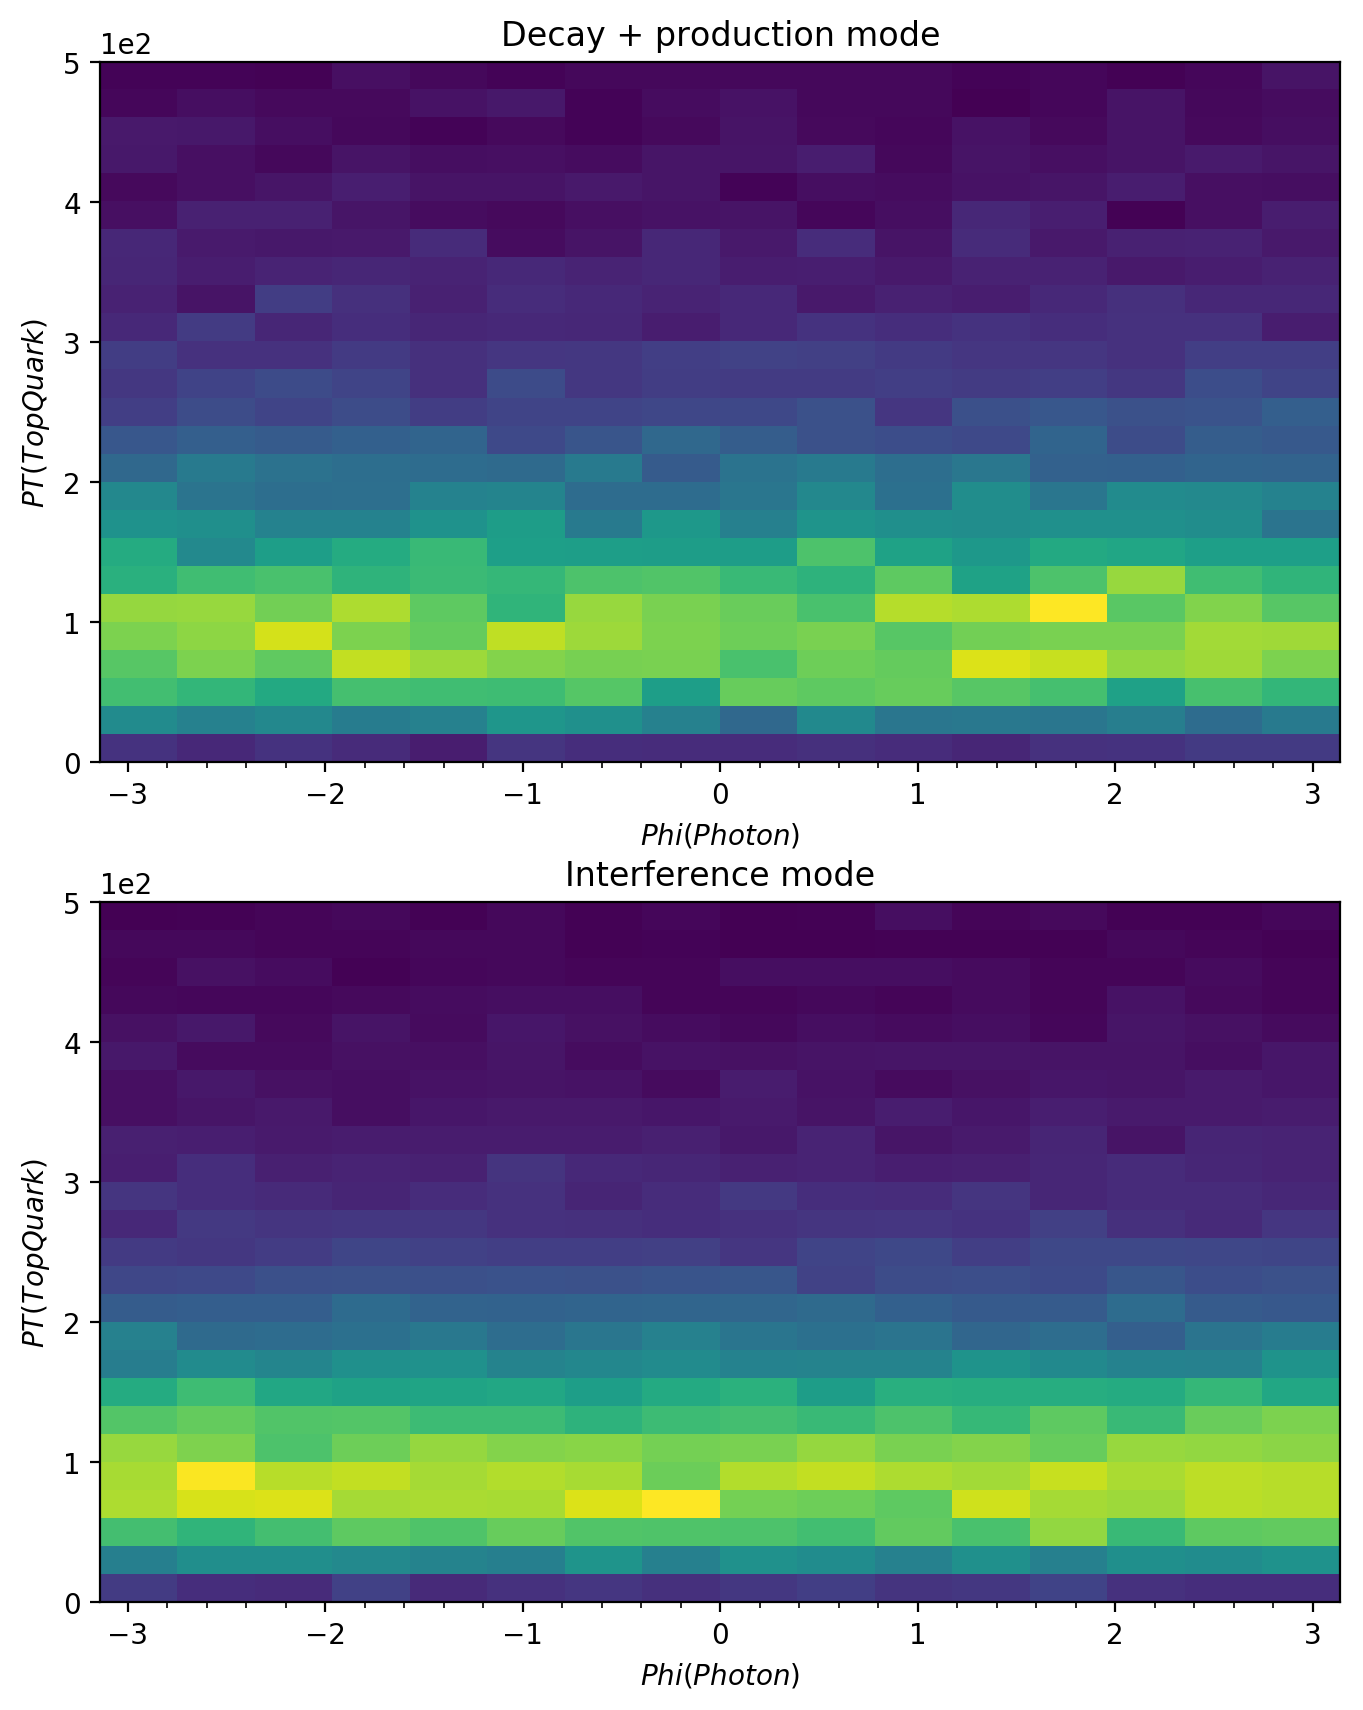 Decay + production mode
1e2
5
4
3
2
1
0
PT(TopQuark)
−3 −2 −1 0 1 2 3
Phi(Photon)
Interference mode
1e2
5
4
3
2
1
0
PT(TopQuark)
−3 −2 −1 0 1 2 3
Phi(Photon)